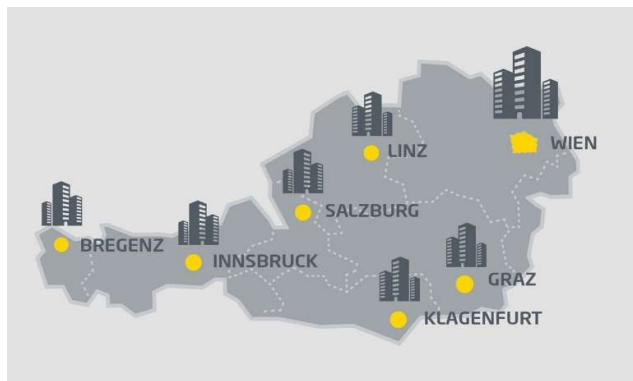 WIEN
LINZ
SALZBURG
BREGENZ
INNSBRUCK
GRAZ
KLAGENFURT